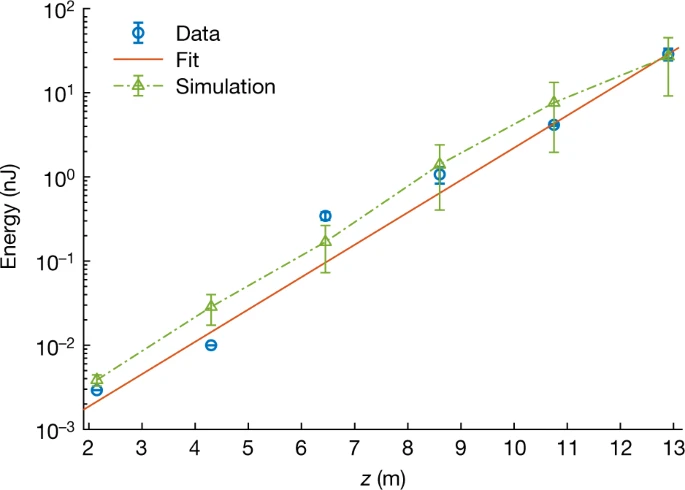 Energy (nJ)
10²
10¹
10⁰
10⁻¹
10⁻²
10⁻³
Data
Fit
Simulation
2 3 4 5 6 7 8 9 10 11 12 13
z (m)